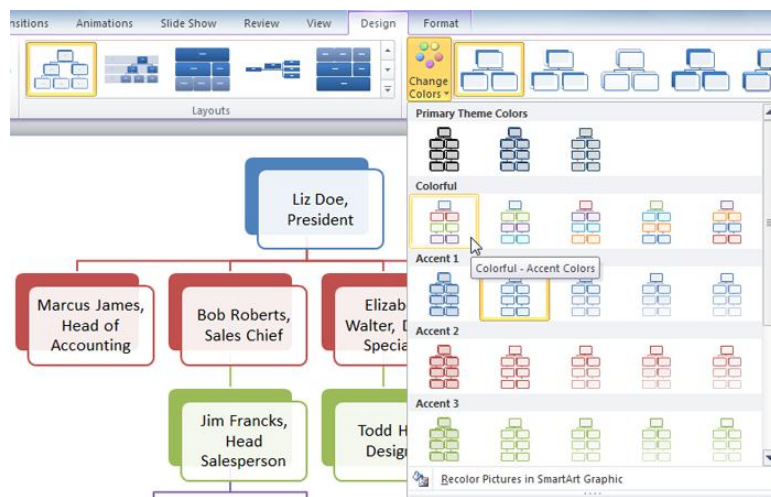 nsitions Animations Slide Show Review View Design Format
Change
Colors
Layouts
Primary Theme Colors
Colorful
Colorful - Accent Colors
Accent 1
Accent 2
Accent 3
Recolor Pictures in SmartArt Graphic
Liz Doe,
President
Marcus James,
Head of
Accounting
Bob Roberts,
Sales Chief
Elizab
Walter, D
Specia
Jim Francks,
Head
Salesperson
Todd H
Desig